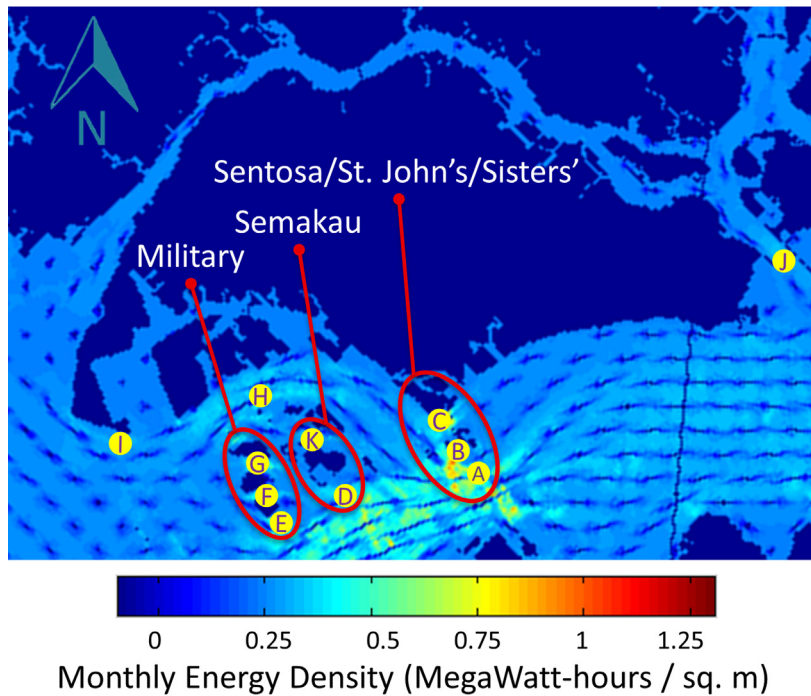 N
Sentosa/St. John's/Sisters'
Semakau
Military
J
H
C
I
K
B
G
A
F
D
E
0 0.25 0.5 0.75 1 1.25
Monthly Energy Density (MegaWatt-hours / sq. m)